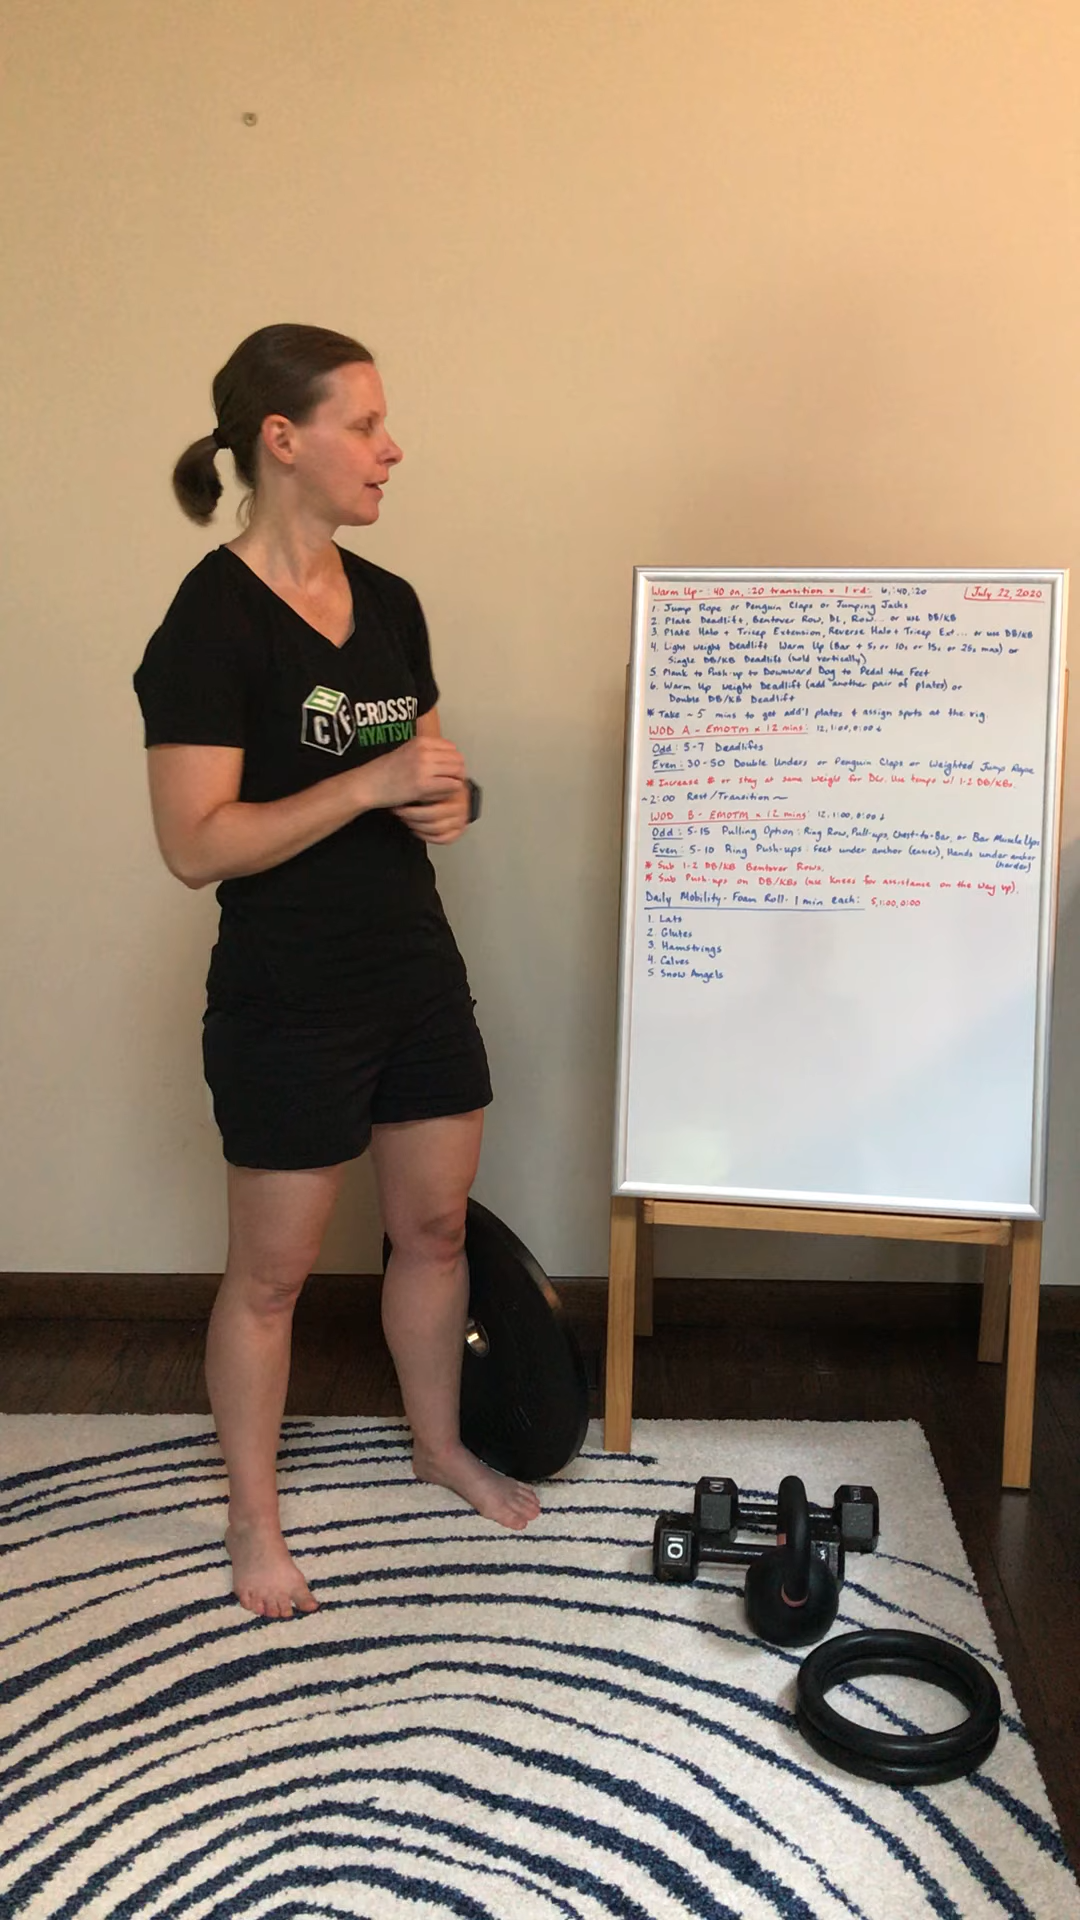 CF
CROSSF
HYATTSVI
Warm Up - :40 on, :20 transition x 1 rd: 6, :40, :20
July 22, 2020
1. Jump Rope or Penguin Claps or Jumping Jacks
2. Plate Deadlift, Bentover Row, DL, Row... or use DB/KB
3. Plate Halo + Tricep Extension, Reverse Halo + Tricep Ext... or use DB/KB
4. Light weight Deadlift Warm Up (Bar + 5s or 10s or 15s or 25s max) or
Single DB/KB Deadlift (hold vertically)
5. Plank to Push-up to Downward Dog to Pedal the Feet
6. Warm Up weight Deadlift (add another pair of plates) or
Double DB/KB Deadlift
* Take ~ 5 mins to get add'l plates + assign spots at the rig.
WOD A - EMOTM x 12 mins: 12, 1:00, 0:00
Odd: 5-7 Deadlifts
Even: 30-50 Double Unders or Penguin Claps or Weighted Jump Rope
* Increase # or stay at same weight for DLs. Use tempo w/ 1-2 DB/KBs.
~2:00 Rest/Transition~
WOD B - EMOTM x 12 mins: 12, 1:00, 0:00
Odd: 5-15 Pulling Option: Ring Row, Pull-ups, Chest-to-Bar, or Bar Muscle Ups
Even: 5-10 Ring Push-ups: Feet under anchor (easier), Hands under anchor
(harder)
* Sub 1-2 DB/KB Bentover Rows.
* Sub Push-ups on DB/KBs (use knees for assistance on the way up).
Daily Mobility - Foam Roll - 1 min each: 5, 1:00, 0:00
1. Lats
2. Glutes
3. Hamstrings
4. Calves
5. Snow Angels
10
10